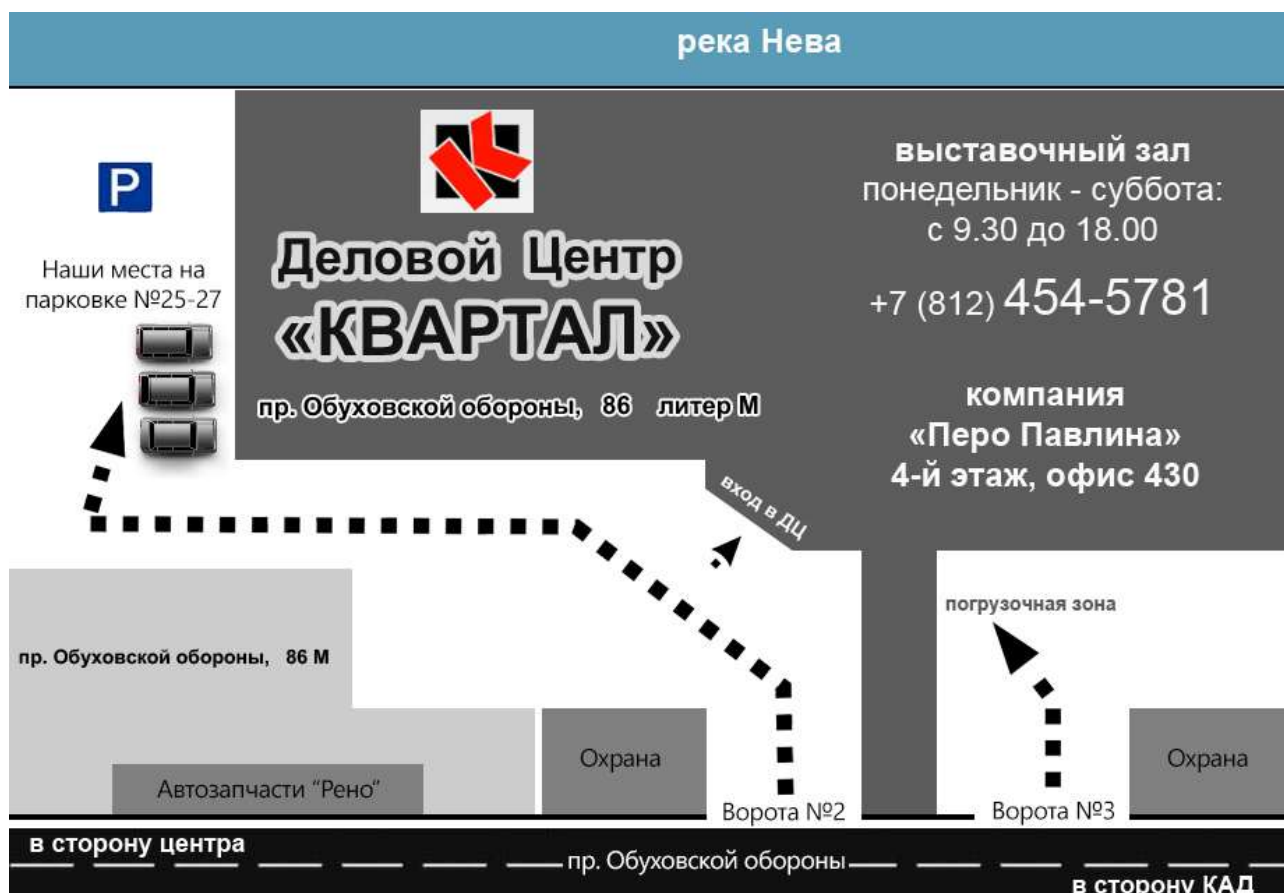 река Нева
P
Наши места на
парковке №25-27
Деловой Центр
«КВАРТАЛ»
пр. Обуховской обороны, 86 литер М
выставочный зал
понедельник - суббота:
с 9.30 до 18.00
+7 (812) 454-5781
компания
«Перо Павлина»
4-й этаж, офис 430
вход в ДЦ
погрузочная зона
пр. Обуховской обороны, 86 М
Охрана
Охрана
Автозапчасти "Рено"
Ворота №2
Ворота №3
в сторону центра
пр. Обуховской обороны
в сторону КАД